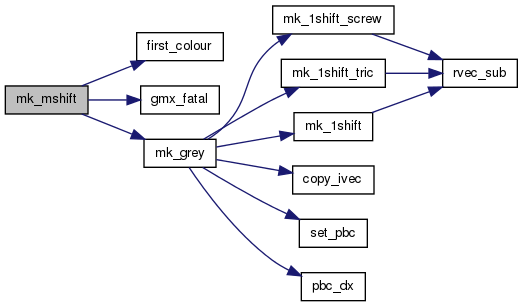 mk_mshift
first_colour
gmx_fatal
mk_grey
mk_1shift_screw
mk_1shift_tric
mk_1shift
copy_ivec
set_pbc
pbc_dx
rvec_sub